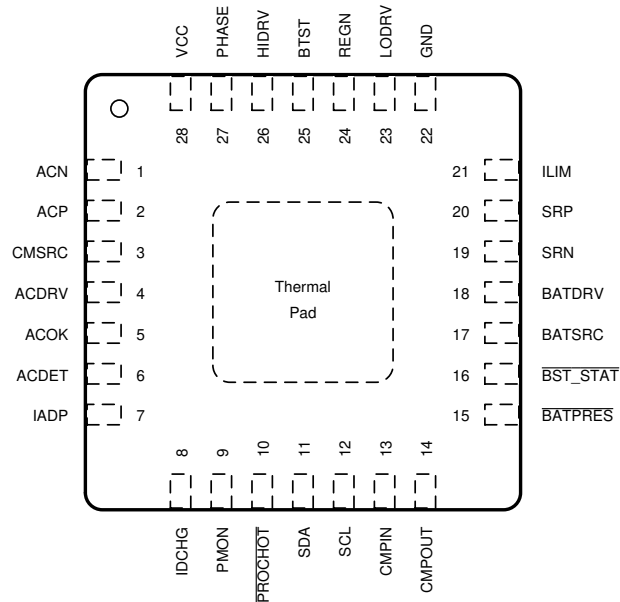 VCC
PHASE
HIDRV
BTST
REGN
LODRV
GND
28
27
26
25
24
23
22
ACN 1
ACP 2
CMSRC 3
ACDRV 4
ACOK 5
ACDET 6
IADP 7
21 ILIM
20 SRP
19 SRN
18 BATDRV
17 BATSRC
16 BST_STAT
15 BATPRES
Thermal
Pad
8
9
10
11
12
13
14
IDCHG
PMON
PROCHOT
SDA
SCL
CMPIN
CMPOUT